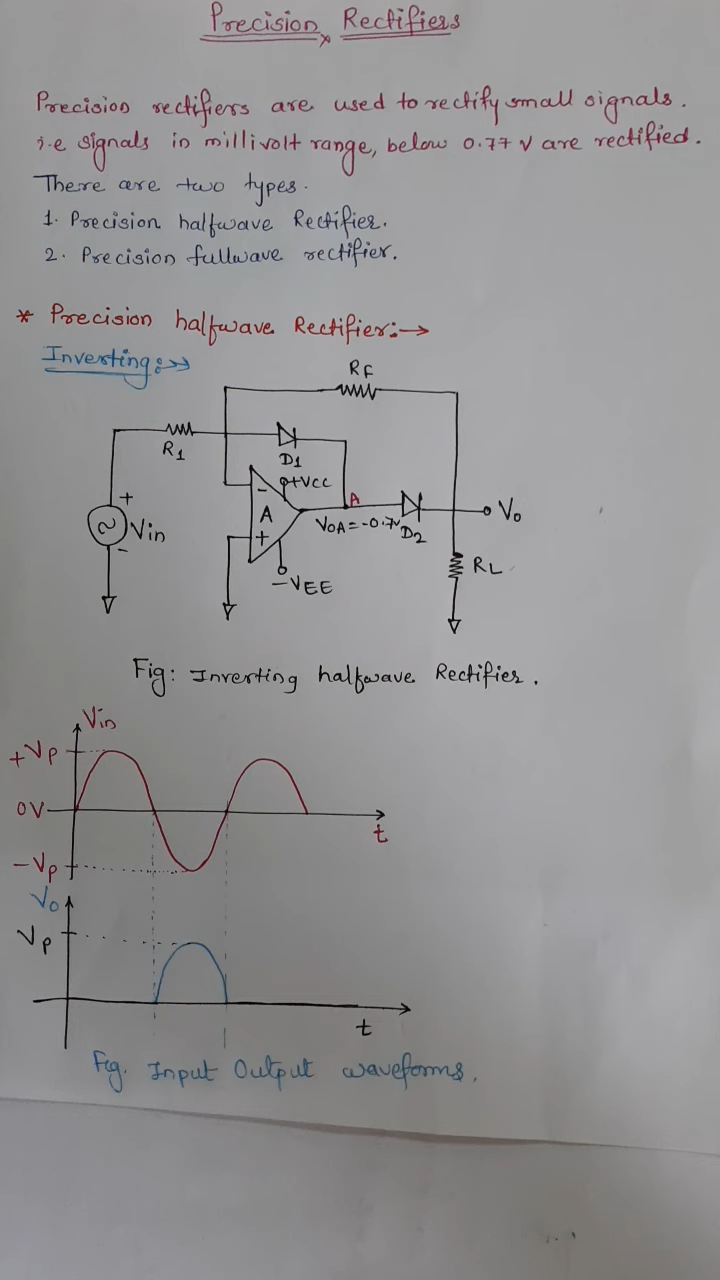 Precision Rectifiers
Precision rectifiers are used to rectify small signals.
i.e signals in millivolt range, below 0.77 V are rectified.
There are two types.
1. Precision halfwave Rectifier.
2. Precision fullwave rectifier.
* Precision halfwave Rectifier:→
Inverting:→
RF
R1
D1
+VCC
A
-
A
+
VOA = -0.7V
D2
Vo
+
Vin
-
-VEE
RL
Fig: Inverting halfwave Rectifier.
Vin
+Vp
0V
t
-Vp
Vo
Vp
t
Fig. Input Output waveforms.